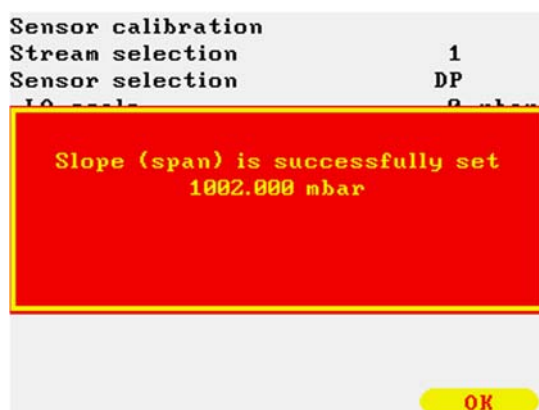 Sensor calibration
Stream selection 1
Sensor selection DP
Slope (span) is successfully set
1002.000 mbar
OK